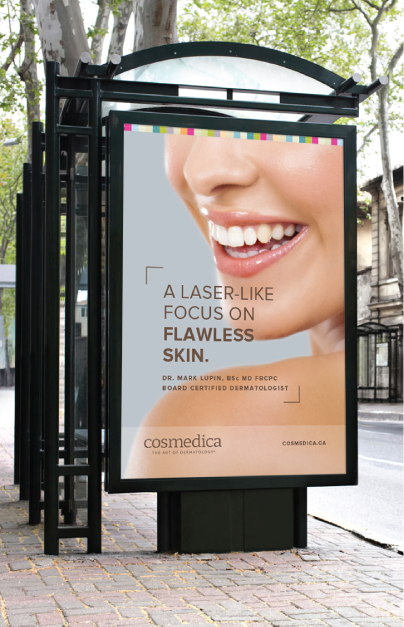 A LASER-LIKE
FOCUS ON
FLAWLESS
SKIN.
DR. MARK LUPIN, BSc MD FRCPC
BOARD CERTIFIED DERMATOLOGIST
cosmedica
THE ART OF DERMATOLOGY
COSMEDICA.CA